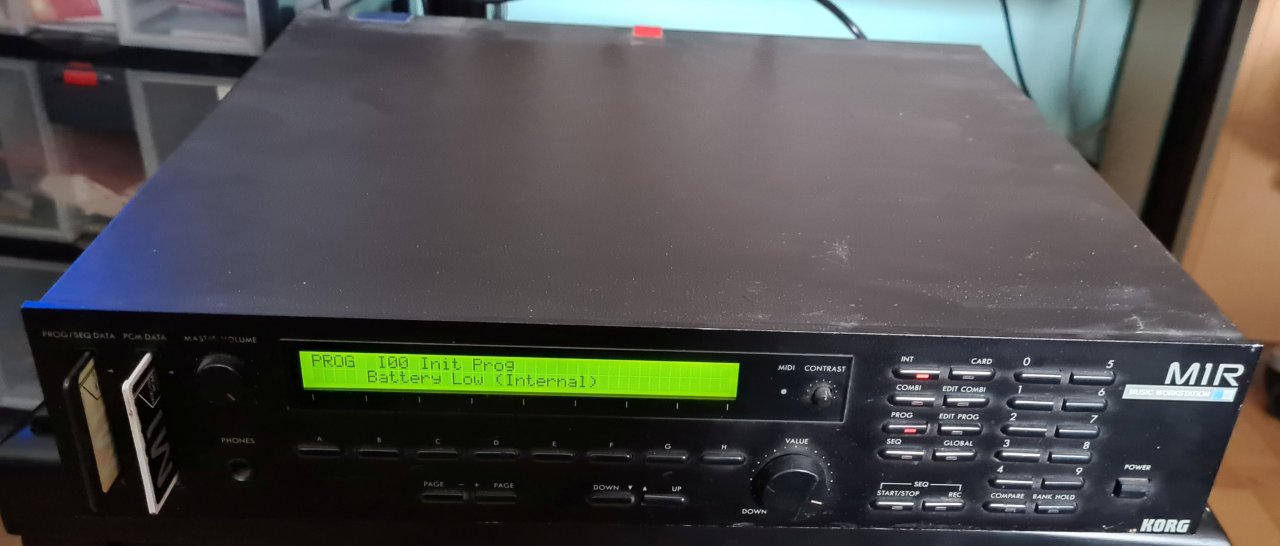 PROG/SEQ DATA PCM DATA
VOLUME
PROG I00 Init Prog
Battery Low (Internal)
MIDI CONTRAST
PHONES
A B C D E F G H
PAGE - + PAGE
DOWN ▼ ▲ UP
VALUE
DOWN
INT CARD
COMBI EDIT COMBI
PROG EDIT PROG
SEQ GLOBAL
SEQ
START/STOP REC
0 5
1 6
2 7
3 8
4 9
COMPARE BANK HOLD
M1R
MUSIC WORKSTATION
POWER
KORG